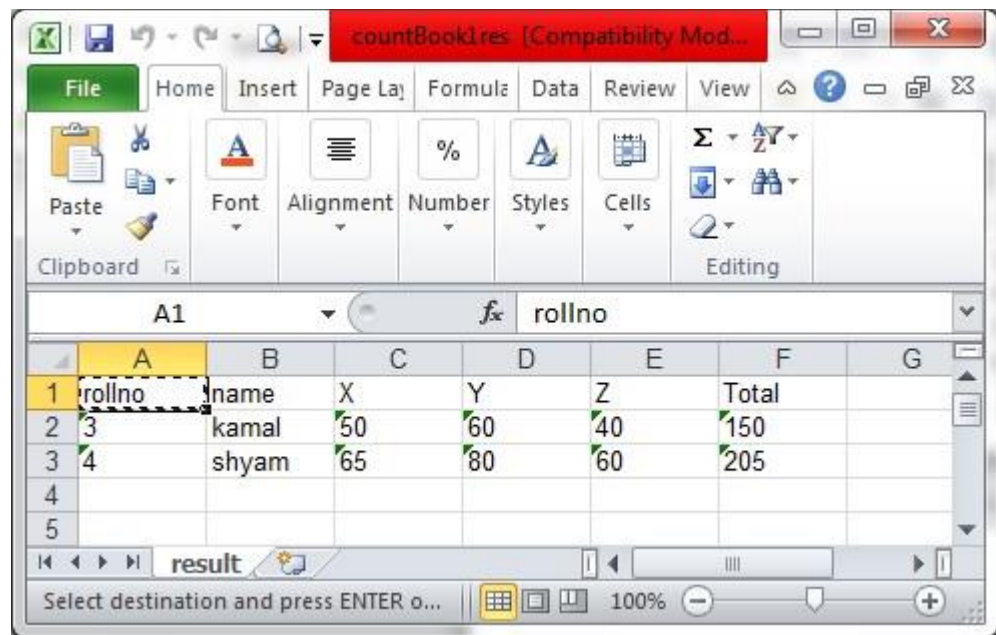 countBook1res [Compatibility Mod...
File Home Insert Page Lay Formula Data Review View
Paste Font Alignment Number Styles Cells
Clipboard Editing
A1 fx rollno
A B C D E F G
1 rollno name X Y Z Total
2 3 kamal 50 60 40 150
3 4 shyam 65 80 60 205
4
5
result
Select destination and press ENTER o... 100%